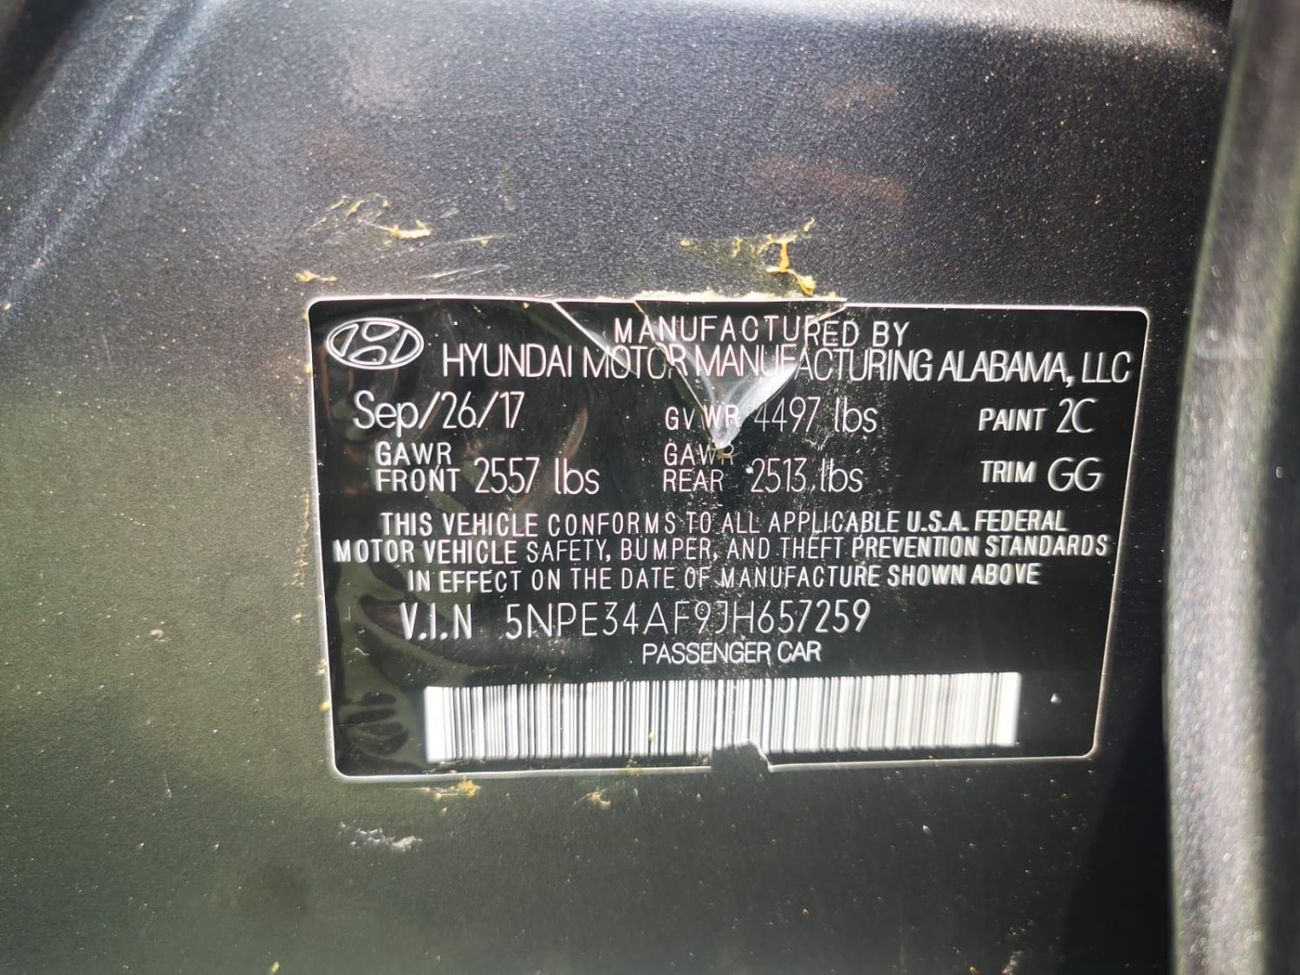 MANUFACTURED BY
HYUNDAI MOTOR MANUFACTURING ALABAMA, LLC
Sep/26/17 GVWR 4497 lbs PAINT 2C
GAWR FRONT 2557 lbs GAWR REAR 2513 lbs TRIM GG
THIS VEHICLE CONFORMS TO ALL APPLICABLE U.S.A. FEDERAL
MOTOR VEHICLE SAFETY, BUMPER, AND THEFT PREVENTION STANDARDS
IN EFFECT ON THE DATE OF MANUFACTURE SHOWN ABOVE
V.I.N 5NPE34AF9JH657259
PASSENGER CAR